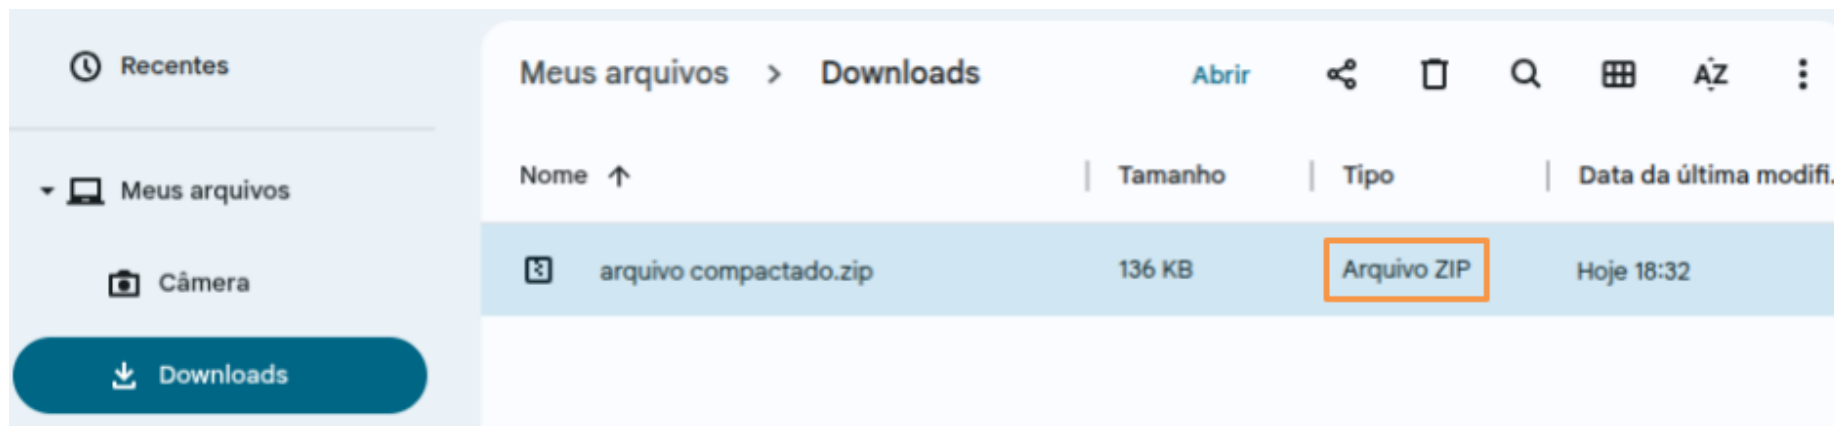 Recentes
Meus arquivos > Downloads
Abrir
AZ
Nome ↑
Tamanho
Tipo
Data da última modifi.
Meus arquivos
arquivo compactado.zip
136 KB
Arquivo ZIP
Hoje 18:32
Câmera
Downloads